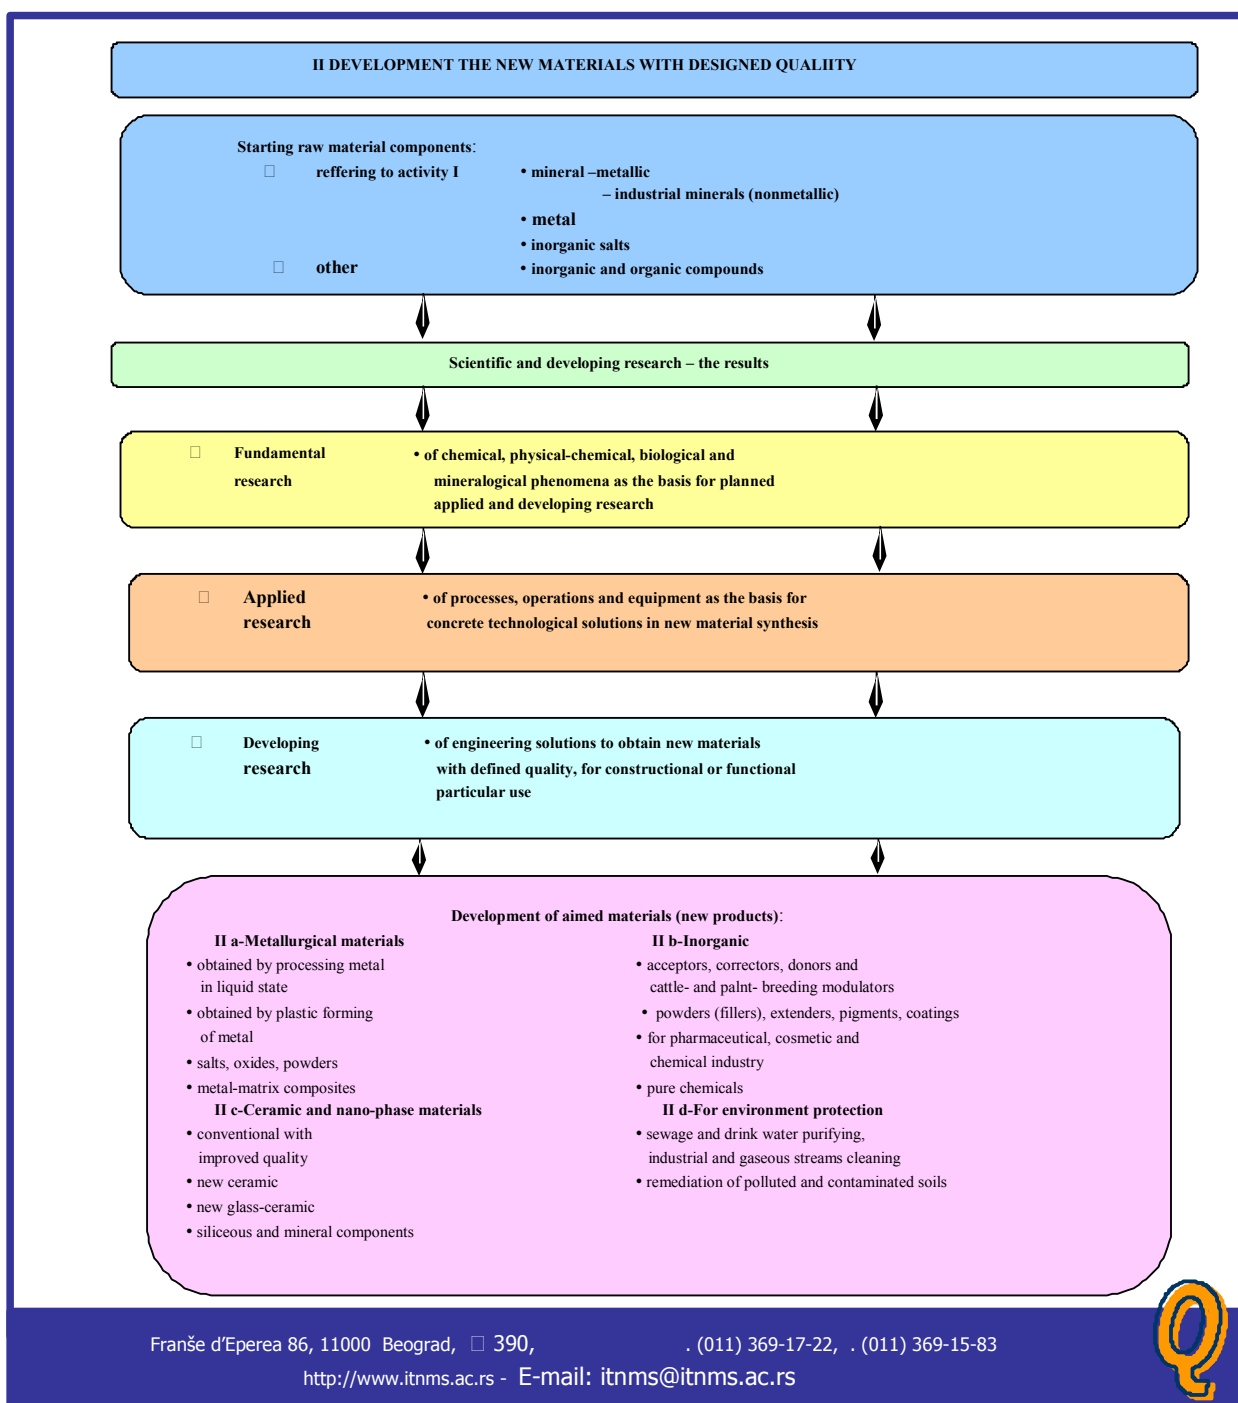 II DEVELOPMENT THE NEW MATERIALS WITH DESIGNED QUALIITY
Starting raw material components:
□ reffering to activity I • mineral –metallic
– industrial minerals (nonmetallic)
• metal
• inorganic salts
□ other • inorganic and organic compounds
Scientific and developing research – the results
□ Fundamental • of chemical, physical-chemical, biological and
research mineralogical phenomena as the basis for planned
applied and developing research
□ Applied • of processes, operations and equipment as the basis for
research concrete technological solutions in new material synthesis
□ Developing • of engineering solutions to obtain new materials
research with defined quality, for constructional or functional
particular use
Development of aimed materials (new products):
II a-Metallurgical materials
• obtained by processing metal
in liquid state
• obtained by plastic forming
of metal
• salts, oxides, powders
• metal-matrix composites
II b-Inorganic
• acceptors, correctors, donors and
cattle- and palnt- breeding modulators
• powders (fillers), extenders, pigments, coatings
• for pharmaceutical, cosmetic and
chemical industry
• pure chemicals
II c-Ceramic and nano-phase materials
• conventional with
improved quality
• new ceramic
• new glass-ceramic
• siliceous and mineral components
II d-For environment protection
• sewage and drink water purifying,
industrial and gaseous streams cleaning
• remediation of polluted and contaminated soils
Franše d'Eperea 86, 11000 Beograd, □ 390, . (011) 369-17-22, . (011) 369-15-83
http://www.itnms.ac.rs - E-mail: itnms@itnms.ac.rs
Q